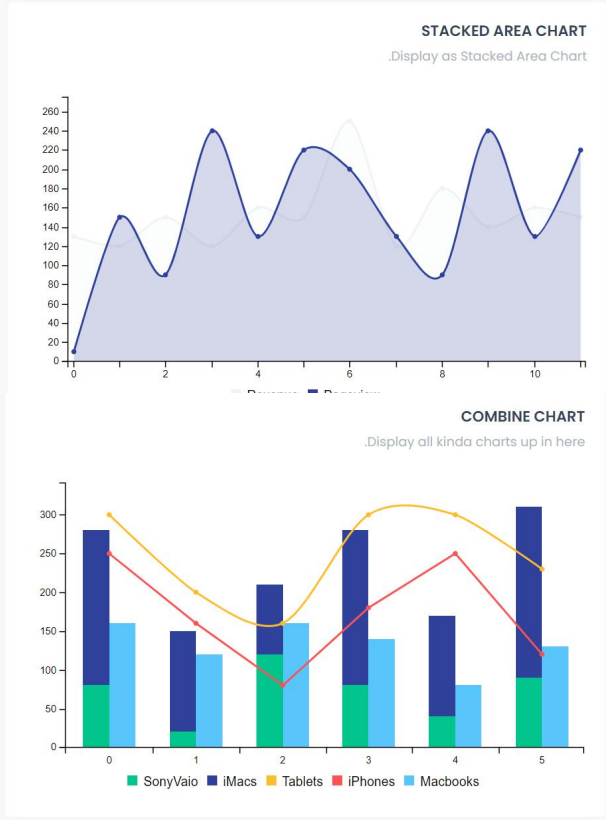 STACKED AREA CHART
.Display as Stacked Area Chart
260
240
220
200
180
160
140
120
100
80
60
40
20
0
0 2 4 6 8 10
Revenue Pageview
COMBINE CHART
.Display all kinda charts up in here
300
250
200
150
100
50
0
0 1 2 3 4 5
SonyVaio iMacs Tablets iPhones Macbooks